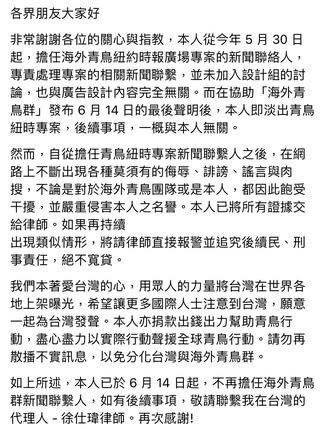 各界朋友大家好
非常謝謝各位的關心與指教，本人從今年 5 月 30 日
起，擔任海外青鳥紐約時報廣場專案的新聞聯絡人，
專責處理專案的相關新聞聯繫，並未加入設計組的討
論，也與廣告設計內容完全無關。而在協助「海外青
鳥群」發布 6 月 14 日的最後聲明後，本人即淡出青鳥
紐時專案，後續事項，一概與本人無關。
然而，自從擔任青鳥紐時專案新聞聯繫人之後，在網
路上不斷出現各種莫須有的侮辱、誹謗、謠言與肉
搜，不論是對於海外青鳥團隊或是本人，都因此飽受
干擾，並嚴重侵害本人之名譽。本人已將所有證據交
給律師。如果再持續
出現類似情形，將請律師直接報警並追究後續民、刑
事責任，絕不寬貸。
我們本著愛台灣的心，用眾人的力量將台灣在世界各
地上架曝光，希望讓更多國際人士注意到台灣，願意
一起為台灣發聲。本人亦捐款出錢出力幫助青鳥行
動，盡心盡力以實際行動聲援全球青鳥行動。請勿再
散播不實訊息，以免分化台灣與海外青鳥群。
如上所述，本人已於 6 月 14 日起，不再擔任海外青鳥
群新聞聯繫人，如有後續事項，敬請聯繫我在台灣的
代理人 - 徐仕瑋律師。再次感謝!